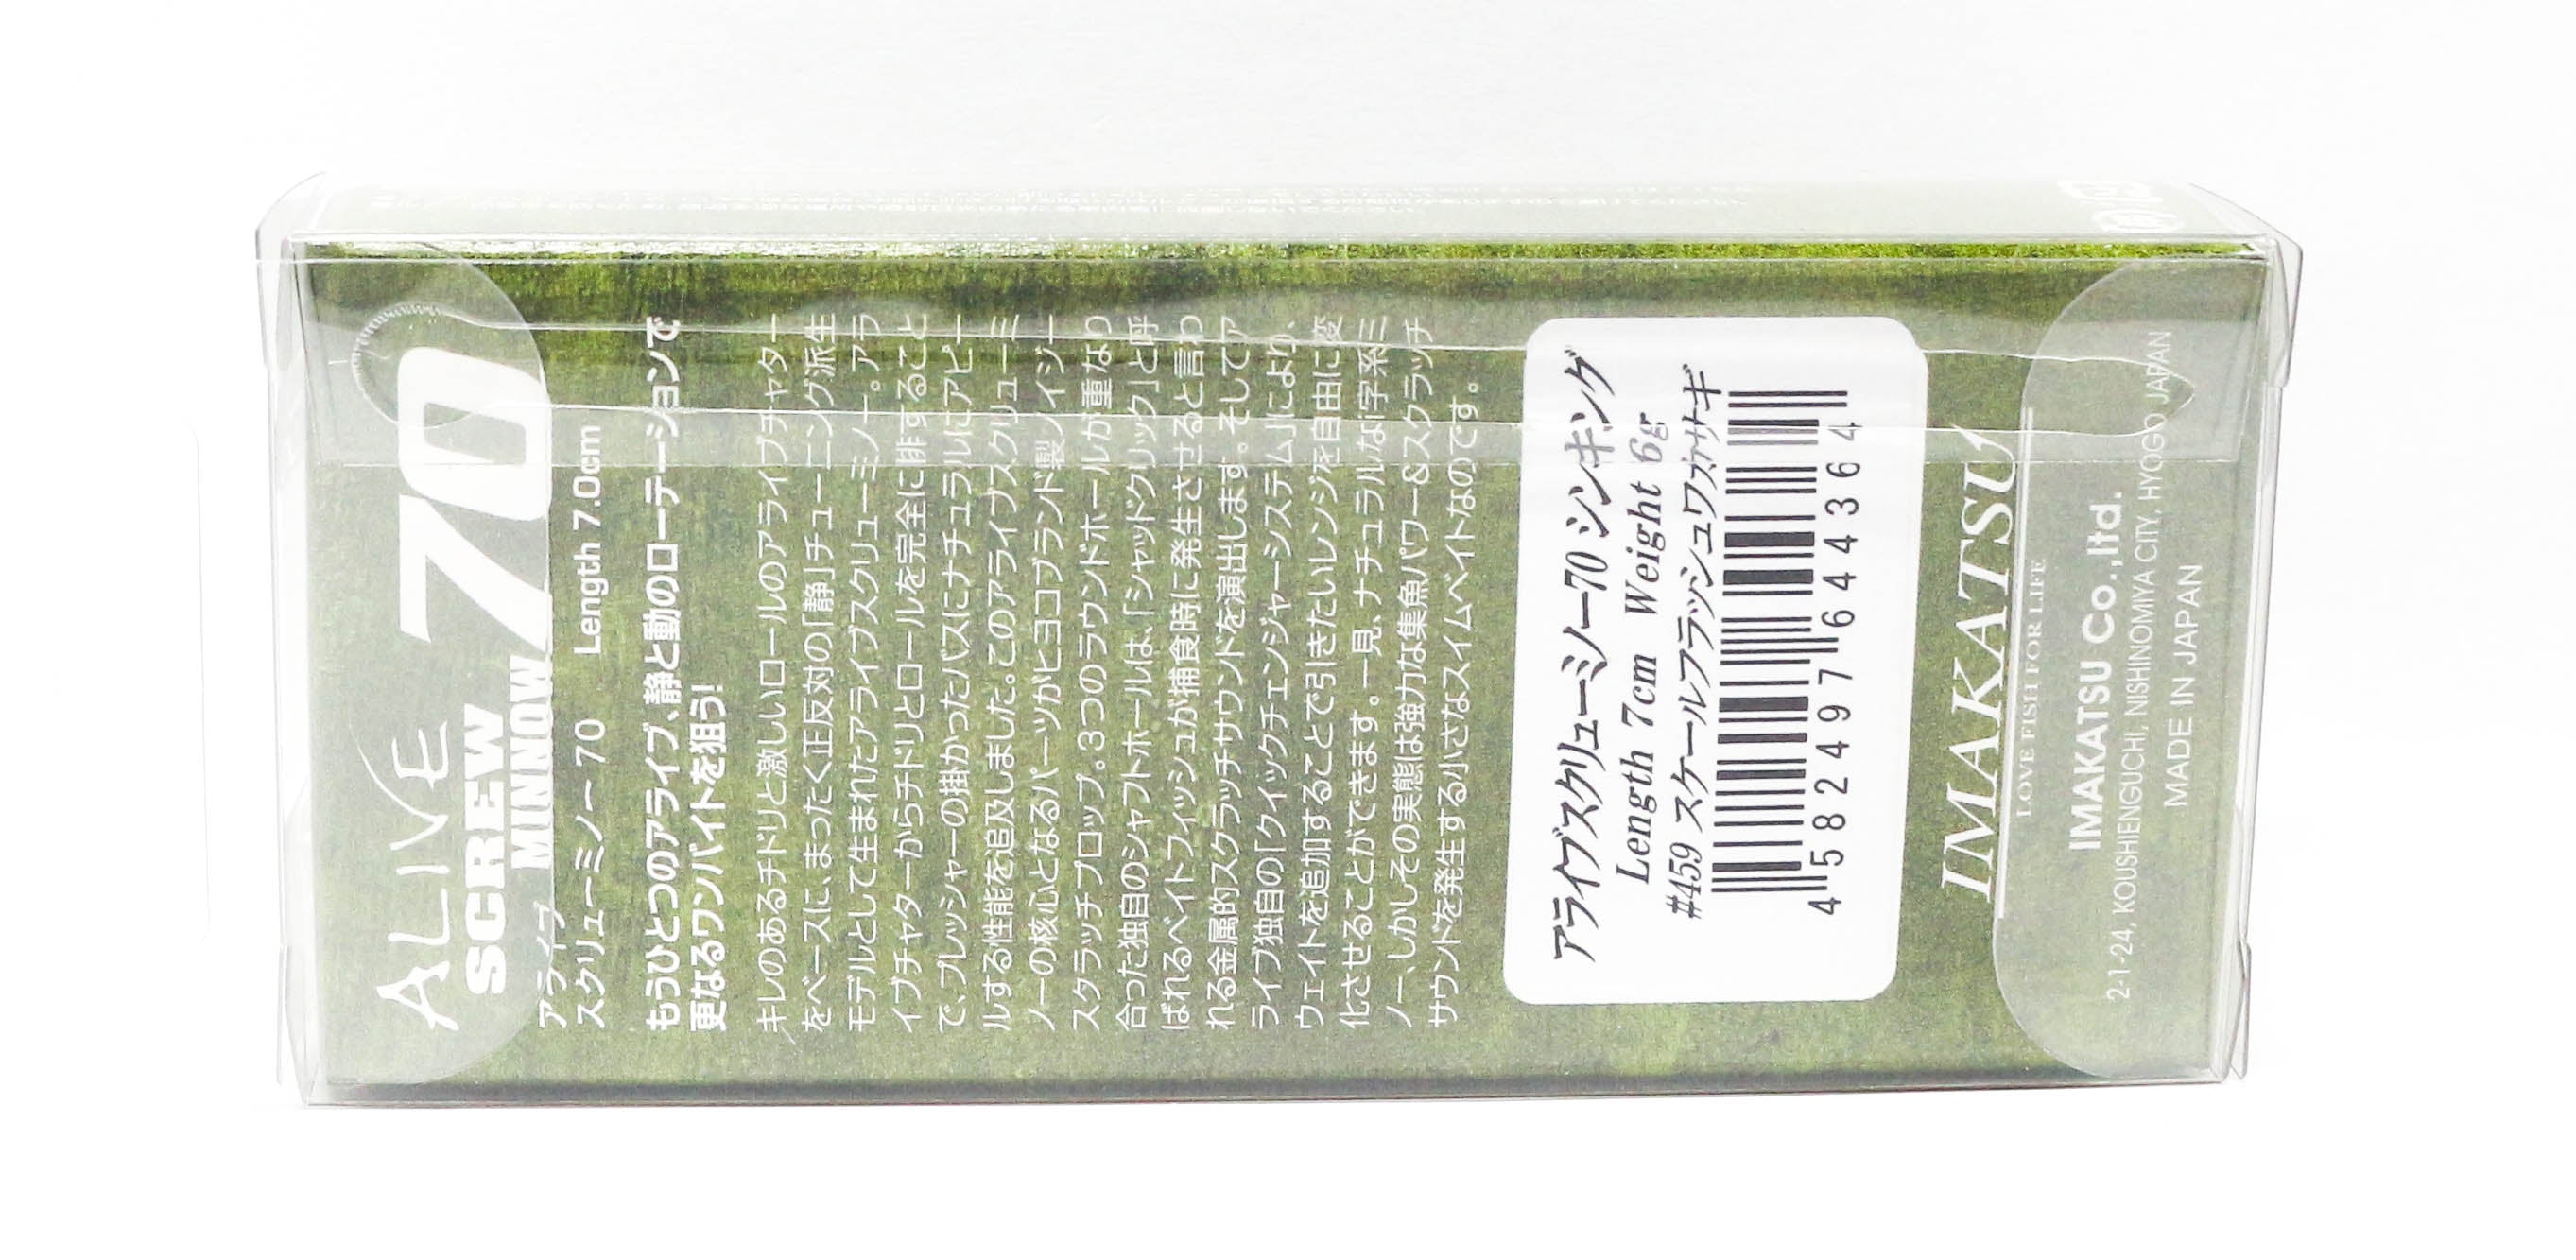 ALIVE
SCREW
MINNOW
70
アライブ
スクリューミノー 70 Length 7.0cm
もうひとつのアライブ、静と動のローテーションで
更なるワンバイトを狙う!
キレのあるチドリと激しいロールのアライブチャター
をベースに、まったく正反対の「静」チューニング派生
モデルとして生まれたアライブスクリューミノー。アラ
イブチャターからチドリとロールを完全に排すること
で、プレッシャーの掛かったバスにナチュラルにアピー
ルする性能を追及しました。このアライブスクリューミ
ノーの核心となるパーツがヒヨコブランド製ノイジー
スクラッチプロップ。3つのラウンドホールが重なり
合った独自のシャフトホールは、「シャッドクリック」と呼
ばれるベイトフィッシュが捕食時に発生させると言わ
れる金属的スクラッチサウンドを演出します。そしてア
ライブ独自の「クイックチェンジャーシステム」により、
ウェイトを追加することで引きたいレンジを自由に変
化させることができます。一見、ナチュラルなi字系ミ
ノー、しかしその実態は強力な集魚パワー&スクラッチ
サウンドを発生する小さなスイムベイトなのです。
アライブスクリューミノー70 シンキング
Length 7cm Weight 6g
#459 スケールフラッシュワカサギ
4 582497 644364
IMAKATSU
LOVE FISH FOR LIFE
IMAKATSU Co.,ltd.
2-1-24, KOUSHIENGUCHI, NISHINOMIYA CITY, HYOGO JAPAN
MADE IN JAPAN